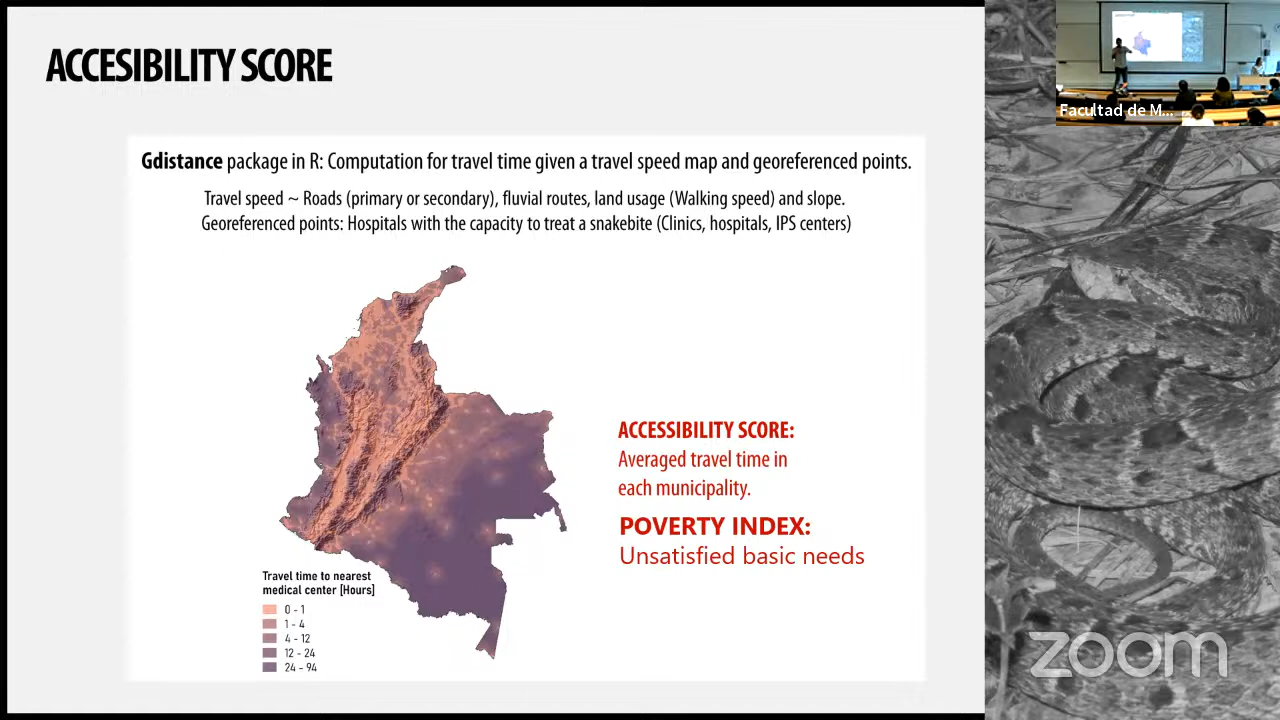 ACCESIBILITY SCORE
Facultad de M...
Gdistance package in R: Computation for travel time given a travel speed map and georeferenced points.
Travel speed ~ Roads (primary or secondary), fluvial routes, land usage (Walking speed) and slope.
Georeferenced points: Hospitals with the capacity to treat a snakebite (Clinics, hospitals, IPS centers)
ACCESSIBILITY SCORE:
Averaged travel time in
each municipality.
POVERTY INDEX:
Unsatisfied basic needs
Travel time to nearest
medical center [Hours]
0 - 1
1 - 4
4 - 12
12 - 24
24 - 94
zoom